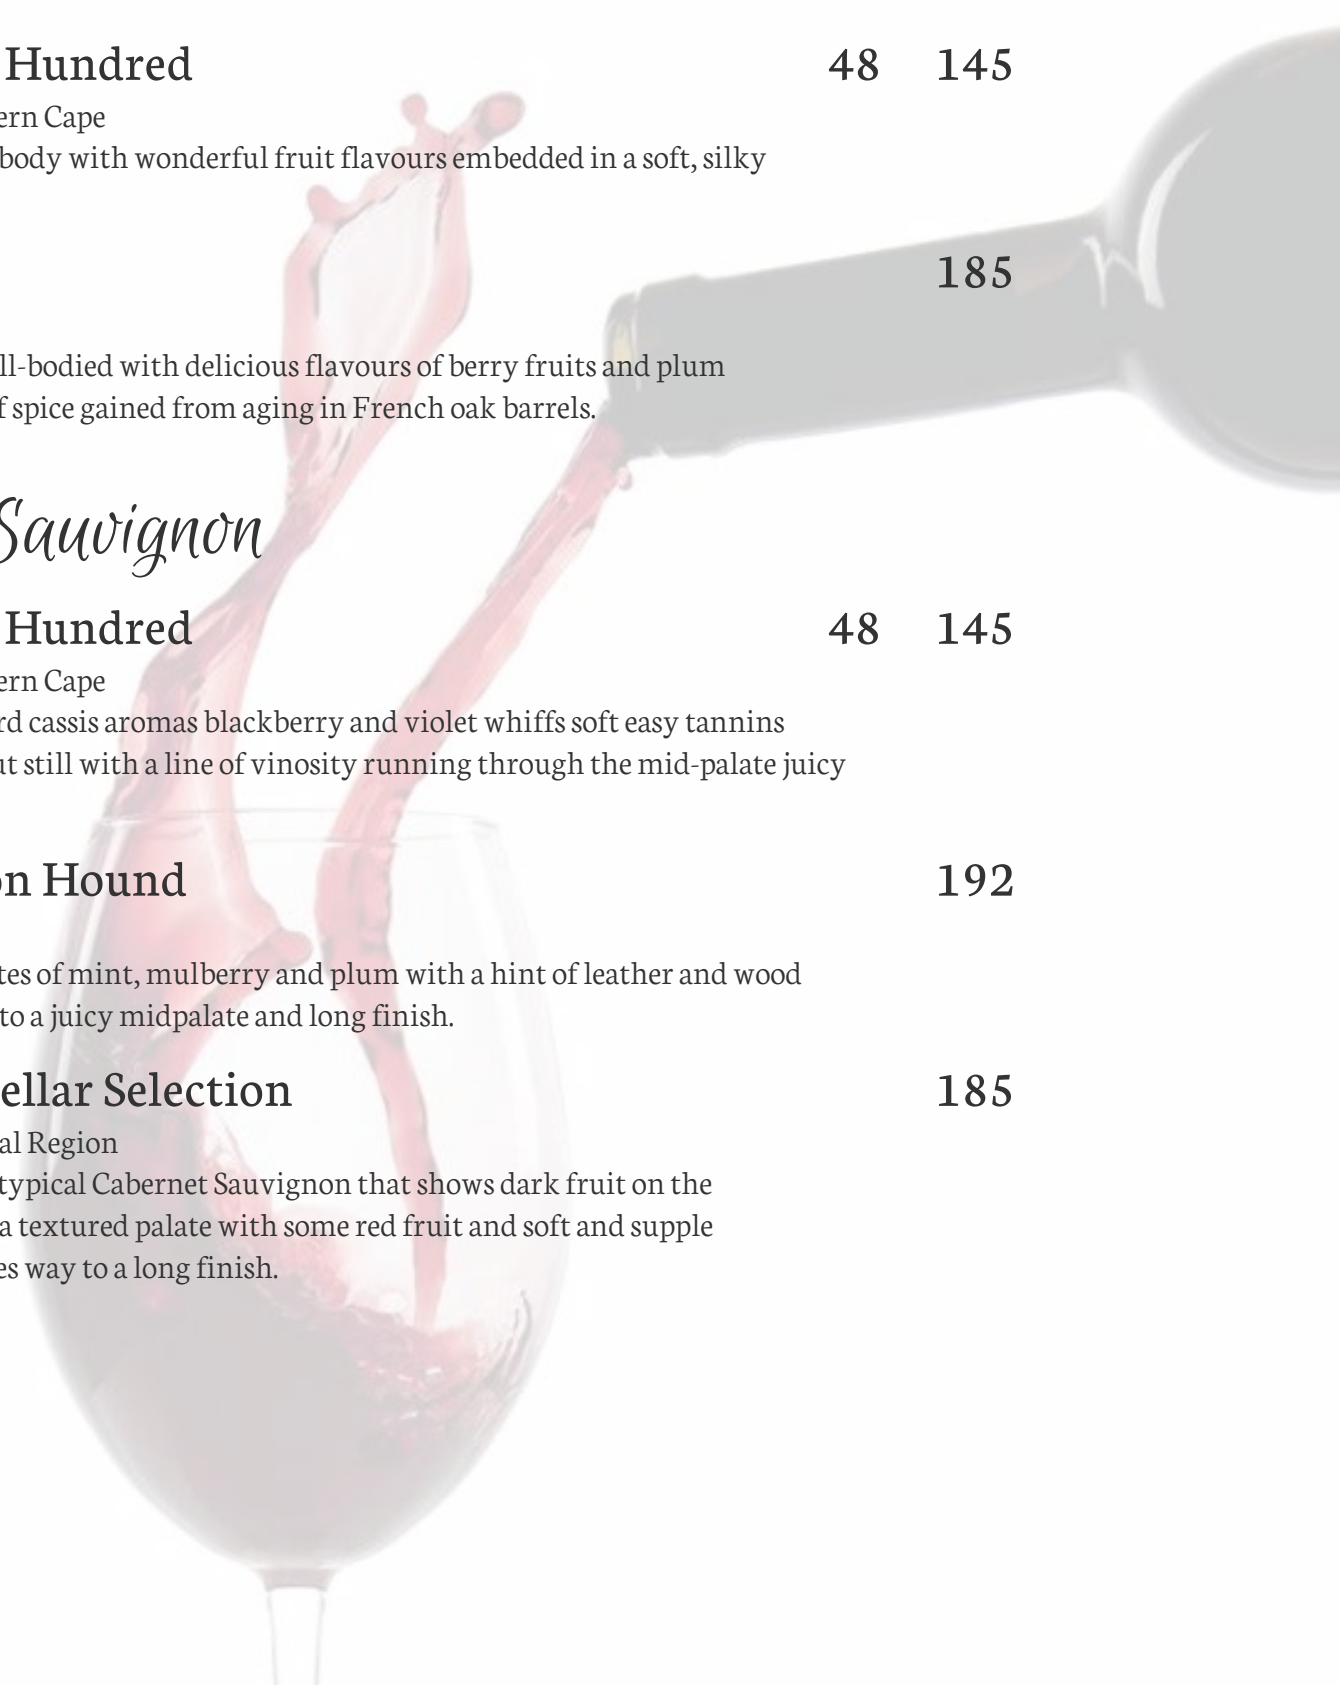 Hundred 48 145
ern Cape
body with wonderful fruit flavours embedded in a soft, silky
185
ll-bodied with delicious flavours of berry fruits and plum
f spice gained from aging in French oak barrels.
Sauvignon
Hundred 48 145
ern Cape
rd cassis aromas blackberry and violet whiffs soft easy tannins
ut still with a line of vinosity running through the mid-palate juicy
on Hound 192
tes of mint, mulberry and plum with a hint of leather and wood
to a juicy midpalate and long finish.
ellar Selection 185
al Region
typical Cabernet Sauvignon that shows dark fruit on the
a textured palate with some red fruit and soft and supple
es way to a long finish.